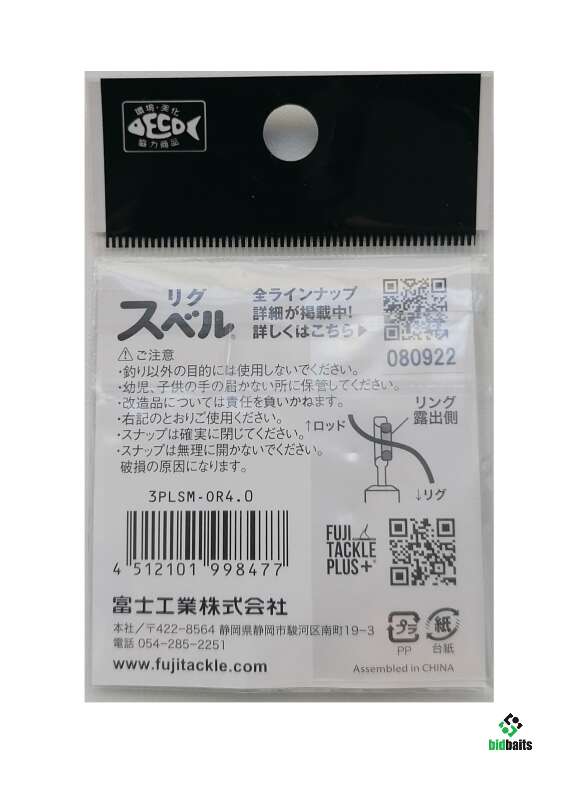 環境・美化
ECO
協力商品
リグ
スベル®
全ラインナップ
詳細が掲載中!
詳しくはこちら▶
080922
⚠ご注意
・釣り以外の目的には使用しないでください。
・幼児、子供の手の届かない所に保管してください。
・改造品については責任を負いかねます。
・右記のとおりご使用ください。
・スナップは確実に閉じてください。
・スナップは無理に開かないでください。
破損の原因になります。
リング
露出側
↑ロッド
↓リグ
3PLSM-OR4.0
4 512101 998477
FUJI
TACKLE
PLUS+
富士工業株式会社
本社/〒422-8564 静岡県静岡市駿河区南町19-3
電話 054-285-2251
www.fujitackle.com
プラ
PP
紙
台紙
Assembled in CHINA
bidbaits